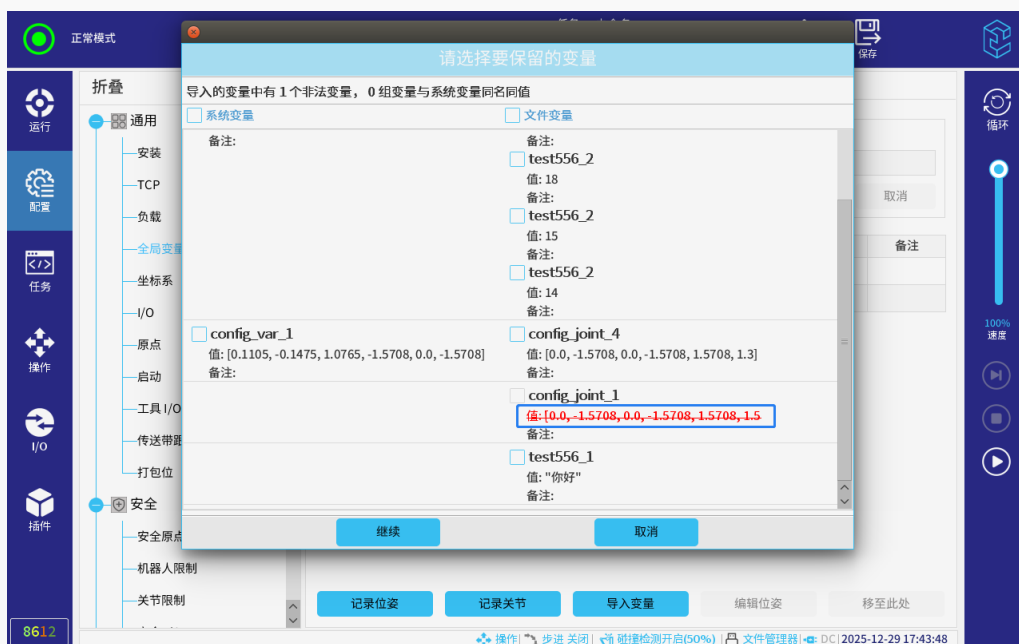 正常模式
保存
请选择要保留的变量
导入的变量中有 1 个非法变量， 0 组变量与系统变量同名同值
系统变量
文件变量
备注:
备注:
test556_2
值: 18
备注:
test556_2
值: 15
备注:
test556_2
值: 14
备注:
config_var_1
config_joint_4
值: [0.1105, -0.1475, 1.0765, -1.5708, 0.0, -1.5708]
值: [0.0, -1.5708, 0.0, -1.5708, 1.5708, 1.3]
备注:
备注:
config_joint_1
值: [0.0, -1.5708, 0.0, -1.5708, 1.5708, 1.5
备注:
test556_1
值: "你好"
备注:
继续
取消
运行
配置
任务
操作
I/O
插件
8612
折叠
通用
安装
TCP
负载
全局变量
坐标系
I/O
原点
启动
工具 I/O
传送带跟
打包位
安全
安全原点
机器人限制
关节限制
取消
备注
循环
100%
速度
记录位姿
记录关节
导入变量
编辑位姿
移至此处
操作| 步进 关闭| 碰撞检测开启(50%) | 文件管理器| DC| 2025-12-29 17:43:48